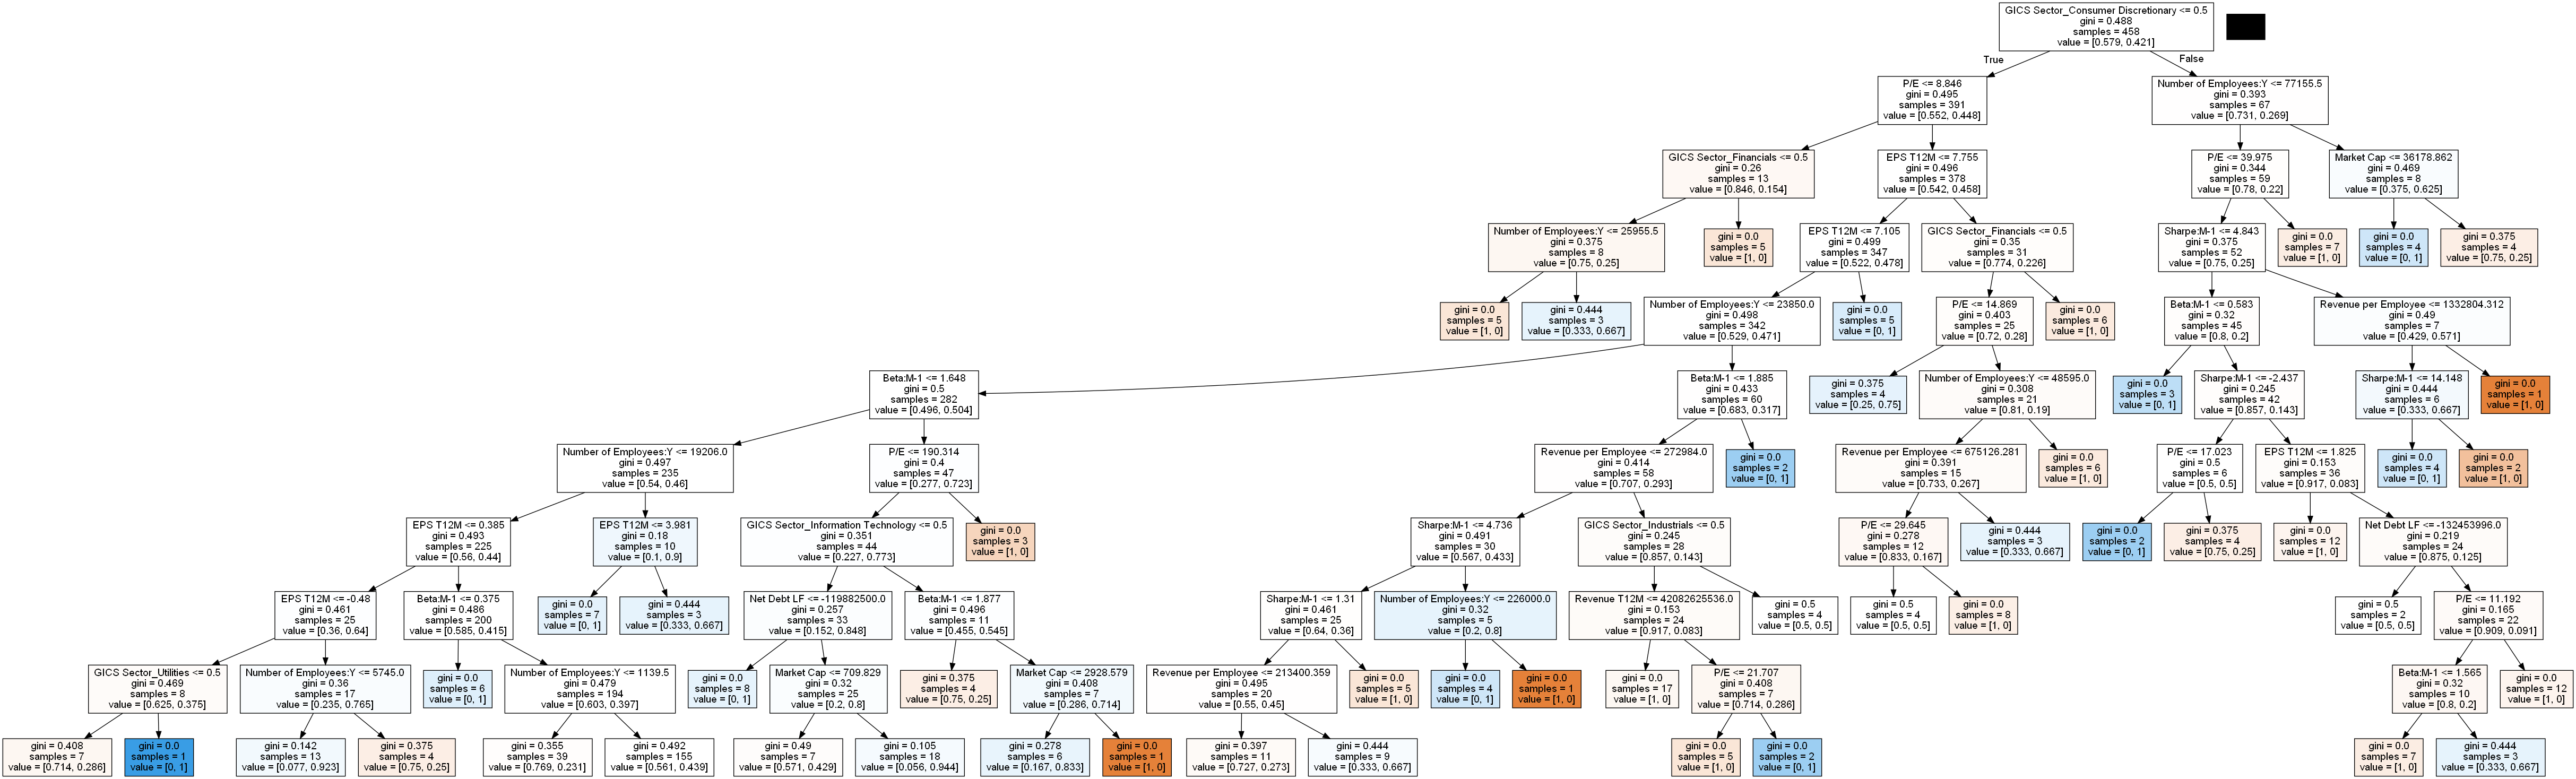 GICS Sector_Consumer Discretionary <= 0.5
gini = 0.488
samples = 458
value = [0.579, 0.421]
True
False
P/E <= 8.846
gini = 0.495
samples = 391
value = [0.552, 0.448]
Number of Employees:Y <= 77155.5
gini = 0.393
samples = 67
value = [0.731, 0.269]
GICS Sector_Financials <= 0.5
gini = 0.26
samples = 13
value = [0.846, 0.154]
EPS T12M <= 7.755
gini = 0.496
samples = 378
value = [0.542, 0.458]
P/E <= 39.975
gini = 0.344
samples = 59
value = [0.78, 0.22]
Market Cap <= 36178.862
gini = 0.469
samples = 8
value = [0.375, 0.625]
Number of Employees:Y <= 25955.5
gini = 0.375
samples = 8
value = [0.75, 0.25]
gini = 0.0
samples = 5
value = [1, 0]
EPS T12M <= 7.105
gini = 0.499
samples = 347
value = [0.522, 0.478]
GICS Sector_Financials <= 0.5
gini = 0.35
samples = 31
value = [0.774, 0.226]
Sharpe:M-1 <= 4.843
gini = 0.375
samples = 52
value = [0.75, 0.25]
gini = 0.0
samples = 7
value = [1, 0]
gini = 0.0
samples = 4
value = [0, 1]
gini = 0.375
samples = 4
value = [0.75, 0.25]
gini = 0.0
samples = 5
value = [1, 0]
gini = 0.444
samples = 3
value = [0.333, 0.667]
Number of Employees:Y <= 23850.0
gini = 0.498
samples = 342
value = [0.529, 0.471]
gini = 0.0
samples = 5
value = [0, 1]
P/E <= 14.869
gini = 0.403
samples = 25
value = [0.72, 0.28]
gini = 0.0
samples = 6
value = [1, 0]
Beta:M-1 <= 0.583
gini = 0.32
samples = 45
value = [0.8, 0.2]
Revenue per Employee <= 1332804.312
gini = 0.49
samples = 7
value = [0.429, 0.571]
Beta:M-1 <= 1.648
gini = 0.5
samples = 282
value = [0.496, 0.504]
Beta:M-1 <= 1.885
gini = 0.433
samples = 60
value = [0.683, 0.317]
gini = 0.375
samples = 4
value = [0.25, 0.75]
Number of Employees:Y <= 48595.0
gini = 0.308
samples = 21
value = [0.81, 0.19]
gini = 0.0
samples = 3
value = [0, 1]
Sharpe:M-1 <= -2.437
gini = 0.245
samples = 42
value = [0.857, 0.143]
Sharpe:M-1 <= 14.148
gini = 0.444
samples = 6
value = [0.333, 0.667]
gini = 0.0
samples = 1
value = [1, 0]
Number of Employees:Y <= 19206.0
gini = 0.497
samples = 235
value = [0.54, 0.46]
P/E <= 190.314
gini = 0.4
samples = 47
value = [0.277, 0.723]
Revenue per Employee <= 272984.0
gini = 0.414
samples = 58
value = [0.707, 0.293]
gini = 0.0
samples = 2
value = [0, 1]
Revenue per Employee <= 675126.281
gini = 0.391
samples = 15
value = [0.733, 0.267]
gini = 0.0
samples = 6
value = [1, 0]
P/E <= 17.023
gini = 0.5
samples = 6
value = [0.5, 0.5]
EPS T12M <= 1.825
gini = 0.153
samples = 36
value = [0.917, 0.083]
gini = 0.0
samples = 4
value = [0, 1]
gini = 0.0
samples = 2
value = [1, 0]
EPS T12M <= 0.385
gini = 0.493
samples = 225
value = [0.56, 0.44]
EPS T12M <= 3.981
gini = 0.18
samples = 10
value = [0.1, 0.9]
GICS Sector_Information Technology <= 0.5
gini = 0.351
samples = 44
value = [0.227, 0.773]
gini = 0.0
samples = 3
value = [1, 0]
Sharpe:M-1 <= 4.736
gini = 0.491
samples = 30
value = [0.567, 0.433]
GICS Sector_Industrials <= 0.5
gini = 0.245
samples = 28
value = [0.857, 0.143]
P/E <= 29.645
gini = 0.278
samples = 12
value = [0.833, 0.167]
gini = 0.444
samples = 3
value = [0.333, 0.667]
gini = 0.0
samples = 2
value = [0, 1]
gini = 0.375
samples = 4
value = [0.75, 0.25]
gini = 0.0
samples = 12
value = [1, 0]
Net Debt LF <= -132453996.0
gini = 0.219
samples = 24
value = [0.875, 0.125]
EPS T12M <= -0.48
gini = 0.461
samples = 25
value = [0.36, 0.64]
Beta:M-1 <= 0.375
gini = 0.486
samples = 200
value = [0.585, 0.415]
gini = 0.0
samples = 7
value = [0, 1]
gini = 0.444
samples = 3
value = [0.333, 0.667]
Net Debt LF <= -119882500.0
gini = 0.257
samples = 33
value = [0.152, 0.848]
Beta:M-1 <= 1.877
gini = 0.496
samples = 11
value = [0.455, 0.545]
Sharpe:M-1 <= 1.31
gini = 0.461
samples = 25
value = [0.64, 0.36]
Number of Employees:Y <= 226000.0
gini = 0.32
samples = 5
value = [0.2, 0.8]
Revenue T12M <= 42082625536.0
gini = 0.153
samples = 24
value = [0.917, 0.083]
gini = 0.5
samples = 4
value = [0.5, 0.5]
gini = 0.5
samples = 4
value = [0.5, 0.5]
gini = 0.0
samples = 8
value = [1, 0]
gini = 0.5
samples = 2
value = [0.5, 0.5]
P/E <= 11.192
gini = 0.165
samples = 22
value = [0.909, 0.091]
GICS Sector_Utilities <= 0.5
gini = 0.469
samples = 8
value = [0.625, 0.375]
Number of Employees:Y <= 5745.0
gini = 0.36
samples = 17
value = [0.235, 0.765]
gini = 0.0
samples = 6
value = [0, 1]
Number of Employees:Y <= 1139.5
gini = 0.479
samples = 194
value = [0.603, 0.397]
gini = 0.0
samples = 8
value = [0, 1]
Market Cap <= 709.829
gini = 0.32
samples = 25
value = [0.2, 0.8]
gini = 0.375
samples = 4
value = [0.75, 0.25]
Market Cap <= 2928.579
gini = 0.408
samples = 7
value = [0.286, 0.714]
Revenue per Employee <= 213400.359
gini = 0.495
samples = 20
value = [0.55, 0.45]
gini = 0.0
samples = 5
value = [1, 0]
gini = 0.0
samples = 4
value = [0, 1]
gini = 0.0
samples = 1
value = [1, 0]
gini = 0.0
samples = 17
value = [1, 0]
P/E <= 21.707
gini = 0.408
samples = 7
value = [0.714, 0.286]
Beta:M-1 <= 1.565
gini = 0.32
samples = 10
value = [0.8, 0.2]
gini = 0.0
samples = 12
value = [1, 0]
gini = 0.408
samples = 7
value = [0.714, 0.286]
gini = 0.0
samples = 1
value = [0, 1]
gini = 0.142
samples = 13
value = [0.077, 0.923]
gini = 0.375
samples = 4
value = [0.75, 0.25]
gini = 0.355
samples = 39
value = [0.769, 0.231]
gini = 0.492
samples = 155
value = [0.561, 0.439]
gini = 0.49
samples = 7
value = [0.571, 0.429]
gini = 0.105
samples = 18
value = [0.056, 0.944]
gini = 0.278
samples = 6
value = [0.167, 0.833]
gini = 0.0
samples = 1
value = [1, 0]
gini = 0.397
samples = 11
value = [0.727, 0.273]
gini = 0.444
samples = 9
value = [0.333, 0.667]
gini = 0.0
samples = 5
value = [1, 0]
gini = 0.0
samples = 2
value = [0, 1]
gini = 0.0
samples = 7
value = [1, 0]
gini = 0.444
samples = 3
value = [0.333, 0.667]